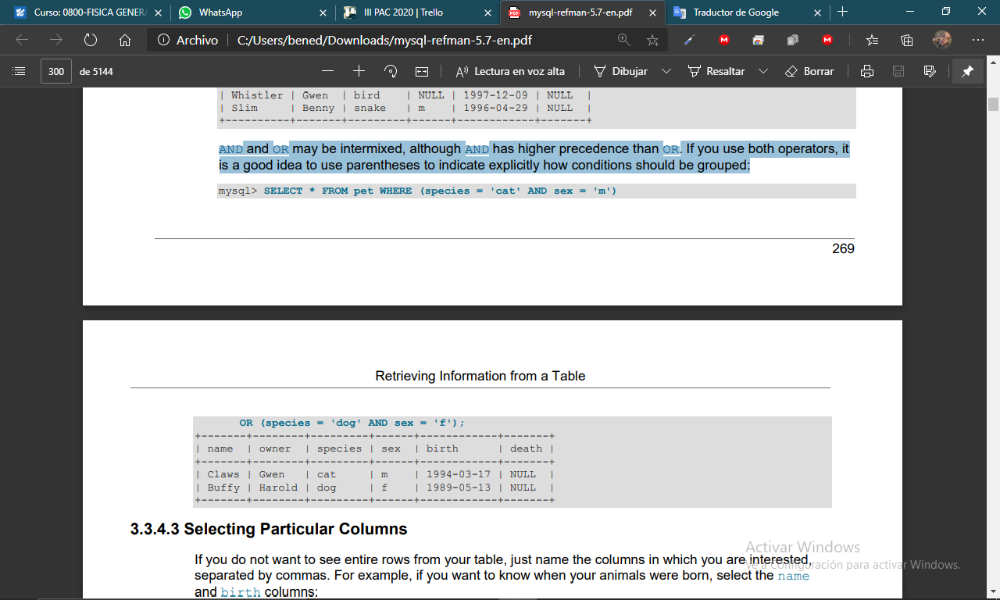 Curso: 0800-FISICA GENERA
WhatsApp
III PAC 2020 | Trello
mysql-refman-5.7-en.pdf
Traductor de Google
Archivo
C:/Users/bened/Downloads/mysql-refman-5.7-en.pdf
300 de 5144
Lectura en voz alta
Dibujar
Resaltar
Borrar
| Whistler | Gwen | bird | NULL | 1997-12-09 | NULL |
| Slim | Benny | snake | m | 1996-04-29 | NULL |
+----------+-------+---------+------+------------+-------+
AND and OR may be intermixed, although AND has higher precedence than OR. If you use both operators, it
is a good idea to use parentheses to indicate explicitly how conditions should be grouped:
mysql> SELECT * FROM pet WHERE (species = 'cat' AND sex = 'm')
269
Retrieving Information from a Table
OR (species = 'dog' AND sex = 'f');
+-------+--------+---------+------+------------+-------+
| name | owner | species | sex | birth | death |
+-------+--------+---------+------+------------+-------+
| Claws | Gwen | cat | m | 1994-03-17 | NULL |
| Buffy | Harold | dog | f | 1989-05-13 | NULL |
+-------+--------+---------+------+------------+-------+
3.3.4.3 Selecting Particular Columns
If you do not want to see entire rows from your table, just name the columns in which you are interested,
separated by commas. For example, if you want to know when your animals were born, select the name
and birth columns:
Activar Windows
Ve a Configuración para activar Windows.